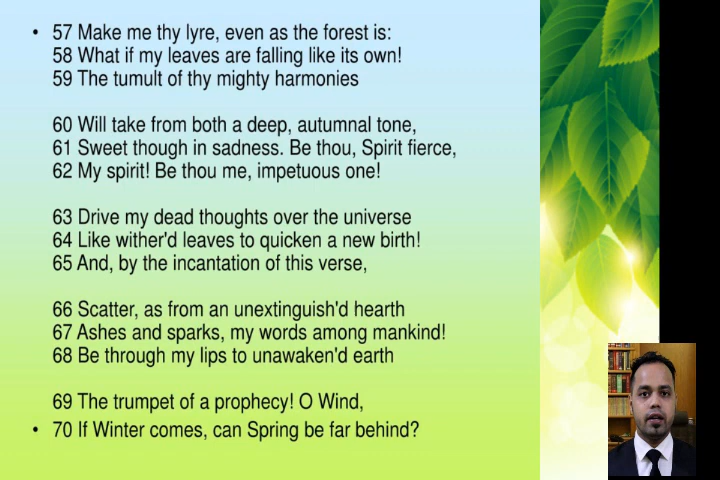 • 57 Make me thy lyre, even as the forest is:
58 What if my leaves are falling like its own!
59 The tumult of thy mighty harmonies
60 Will take from both a deep, autumnal tone,
61 Sweet though in sadness. Be thou, Spirit fierce,
62 My spirit! Be thou me, impetuous one!
63 Drive my dead thoughts over the universe
64 Like wither'd leaves to quicken a new birth!
65 And, by the incantation of this verse,
66 Scatter, as from an unextinguish'd hearth
67 Ashes and sparks, my words among mankind!
68 Be through my lips to unawaken'd earth
69 The trumpet of a prophecy! O Wind,
• 70 If Winter comes, can Spring be far behind?